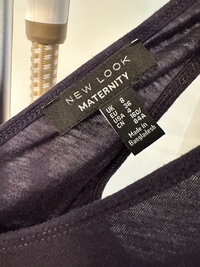 NEW LOOK
MATERNITY
UK 8
EU 36
USA 4
CN 160/
84A
Made in
Bangladesh